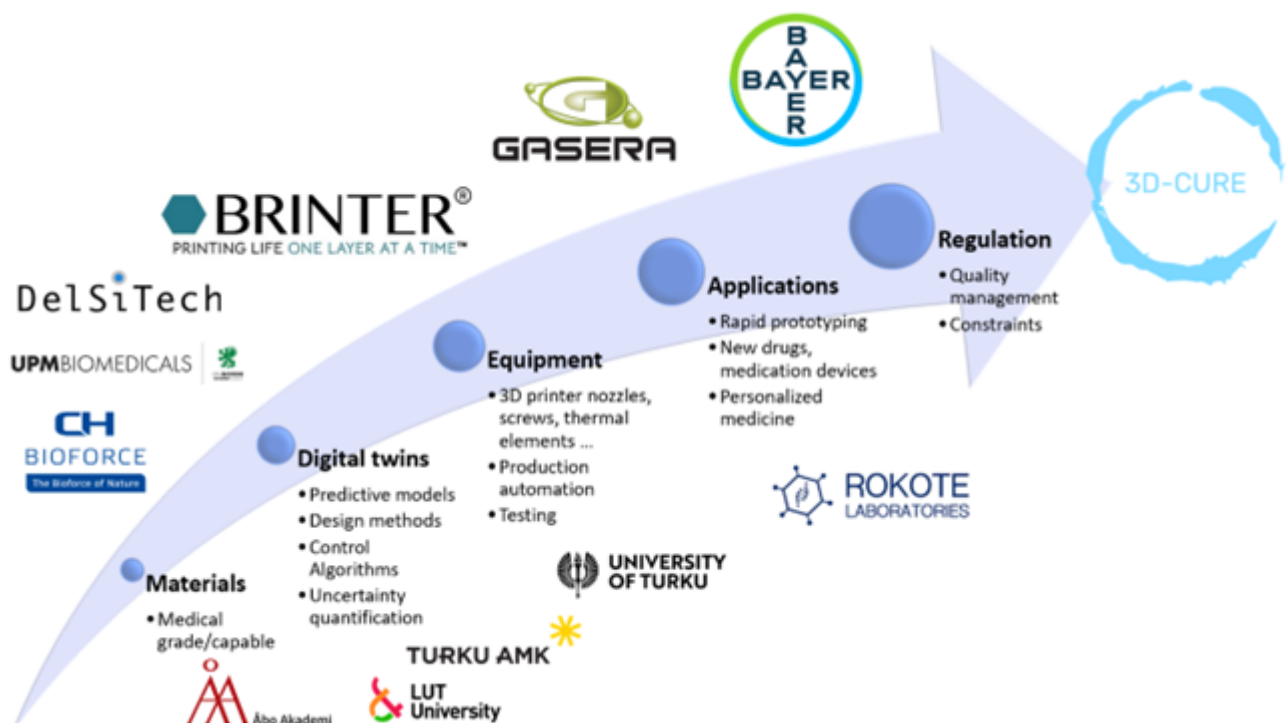 BAYER
BAYER
GASERA
3D-CURE
BRINTER®
PRINTING LIFE ONE LAYER AT A TIME™
Regulation
• Quality
management
• Constraints
DelSiTech
Applications
• Rapid prototyping
• New drugs,
medication devices
• Personalized
medicine
UPMBIOMEDICALS
Equipment
• 3D printer nozzles,
screws, thermal
elements ...
• Production
automation
• Testing
CH
BIOFORCE
The Bioforce of Nature
Digital twins
• Predictive models
• Design methods
• Control
Algorithms
• Uncertainty
quantification
ROKOTE
LABORATORIES
UNIVERSITY
OF TURKU
Materials
• Medical
grade/capable
TURKU AMK
LUT
University
Åbo Akademi